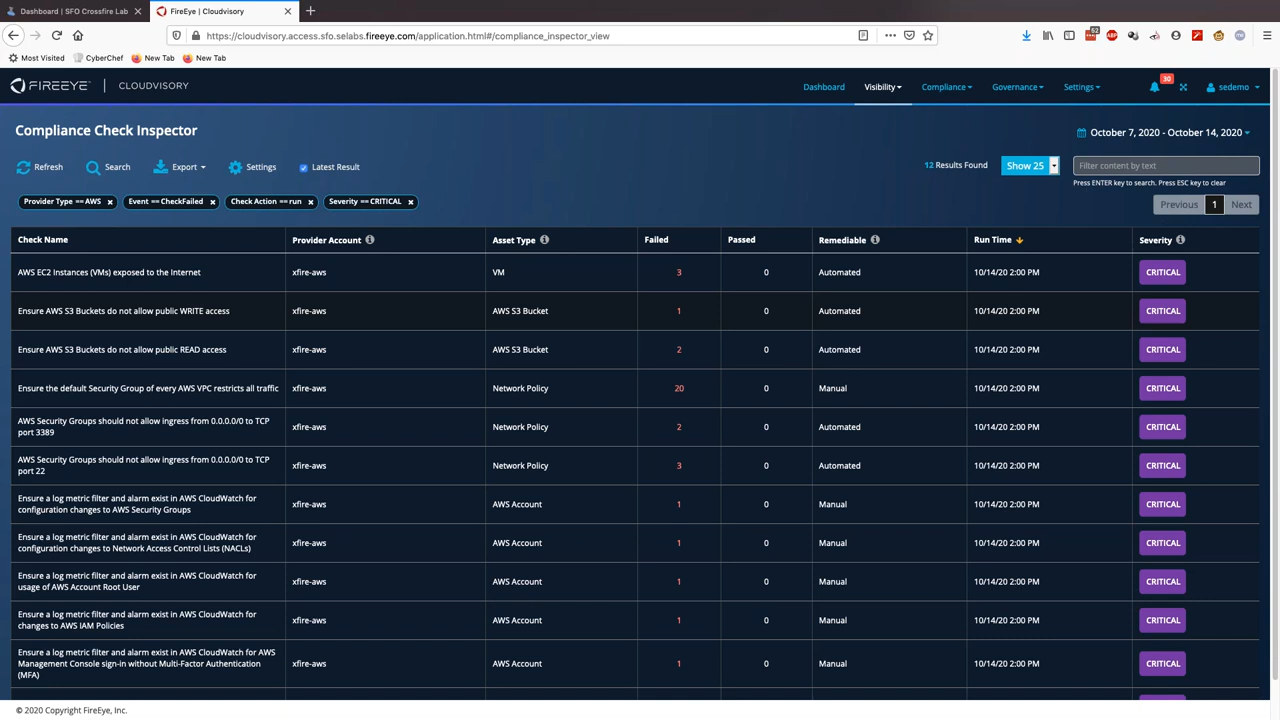 Dashboard | SFO Crossfire Lab
FireEye | Cloudvisory
https://cloudvisory.access.sfo.selabs.fireeye.com/application.html#/compliance_inspector_view
62
ABP
Most Visited
CyberChef
New Tab
New Tab
FIREEYE™ | CLOUDVISORY
Dashboard
Visibility
Compliance
Governance
Settings
30
sedemo
Compliance Check Inspector
October 7, 2020 - October 14, 2020
Refresh
Search
Export
Settings
Latest Result
12 Results Found
Show 25
Filter content by text
Press ENTER key to search. Press ESC key to clear
Provider Type == AWS ×
Event == CheckFailed ×
Check Action == run ×
Severity == CRITICAL ×
Previous 1 Next
Check Name Provider Account Asset Type Failed Passed Remediable Run Time Severity
AWS EC2 Instances (VMs) exposed to the Internet xfire-aws VM 3 0 Automated 10/14/20 2:00 PM CRITICAL
Ensure AWS S3 Buckets do not allow public WRITE access xfire-aws AWS S3 Bucket 1 0 Automated 10/14/20 2:00 PM CRITICAL
Ensure AWS S3 Buckets do not allow public READ access xfire-aws AWS S3 Bucket 2 0 Automated 10/14/20 2:00 PM CRITICAL
Ensure the default Security Group of every AWS VPC restricts all traffic xfire-aws Network Policy 20 0 Manual 10/14/20 2:00 PM CRITICAL
AWS Security Groups should not allow ingress from 0.0.0.0/0 to TCP
port 3389 xfire-aws Network Policy 2 0 Automated 10/14/20 2:00 PM CRITICAL
AWS Security Groups should not allow ingress from 0.0.0.0/0 to TCP
port 22 xfire-aws Network Policy 3 0 Automated 10/14/20 2:00 PM CRITICAL
Ensure a log metric filter and alarm exist in AWS CloudWatch for
configuration changes to AWS Security Groups xfire-aws AWS Account 1 0 Manual 10/14/20 2:00 PM CRITICAL
Ensure a log metric filter and alarm exist in AWS CloudWatch for
configuration changes to Network Access Control Lists (NACLs) xfire-aws AWS Account 1 0 Manual 10/14/20 2:00 PM CRITICAL
Ensure a log metric filter and alarm exist in AWS CloudWatch for
usage of AWS Account Root User xfire-aws AWS Account 1 0 Manual 10/14/20 2:00 PM CRITICAL
Ensure a log metric filter and alarm exist in AWS CloudWatch for
changes to AWS IAM Policies xfire-aws AWS Account 1 0 Manual 10/14/20 2:00 PM CRITICAL
Ensure a log metric filter and alarm exist in AWS CloudWatch for AWS
Management Console sign-in without Multi-Factor Authentication
(MFA) xfire-aws AWS Account 1 0 Manual 10/14/20 2:00 PM CRITICAL
© 2020 Copyright FireEye, Inc.